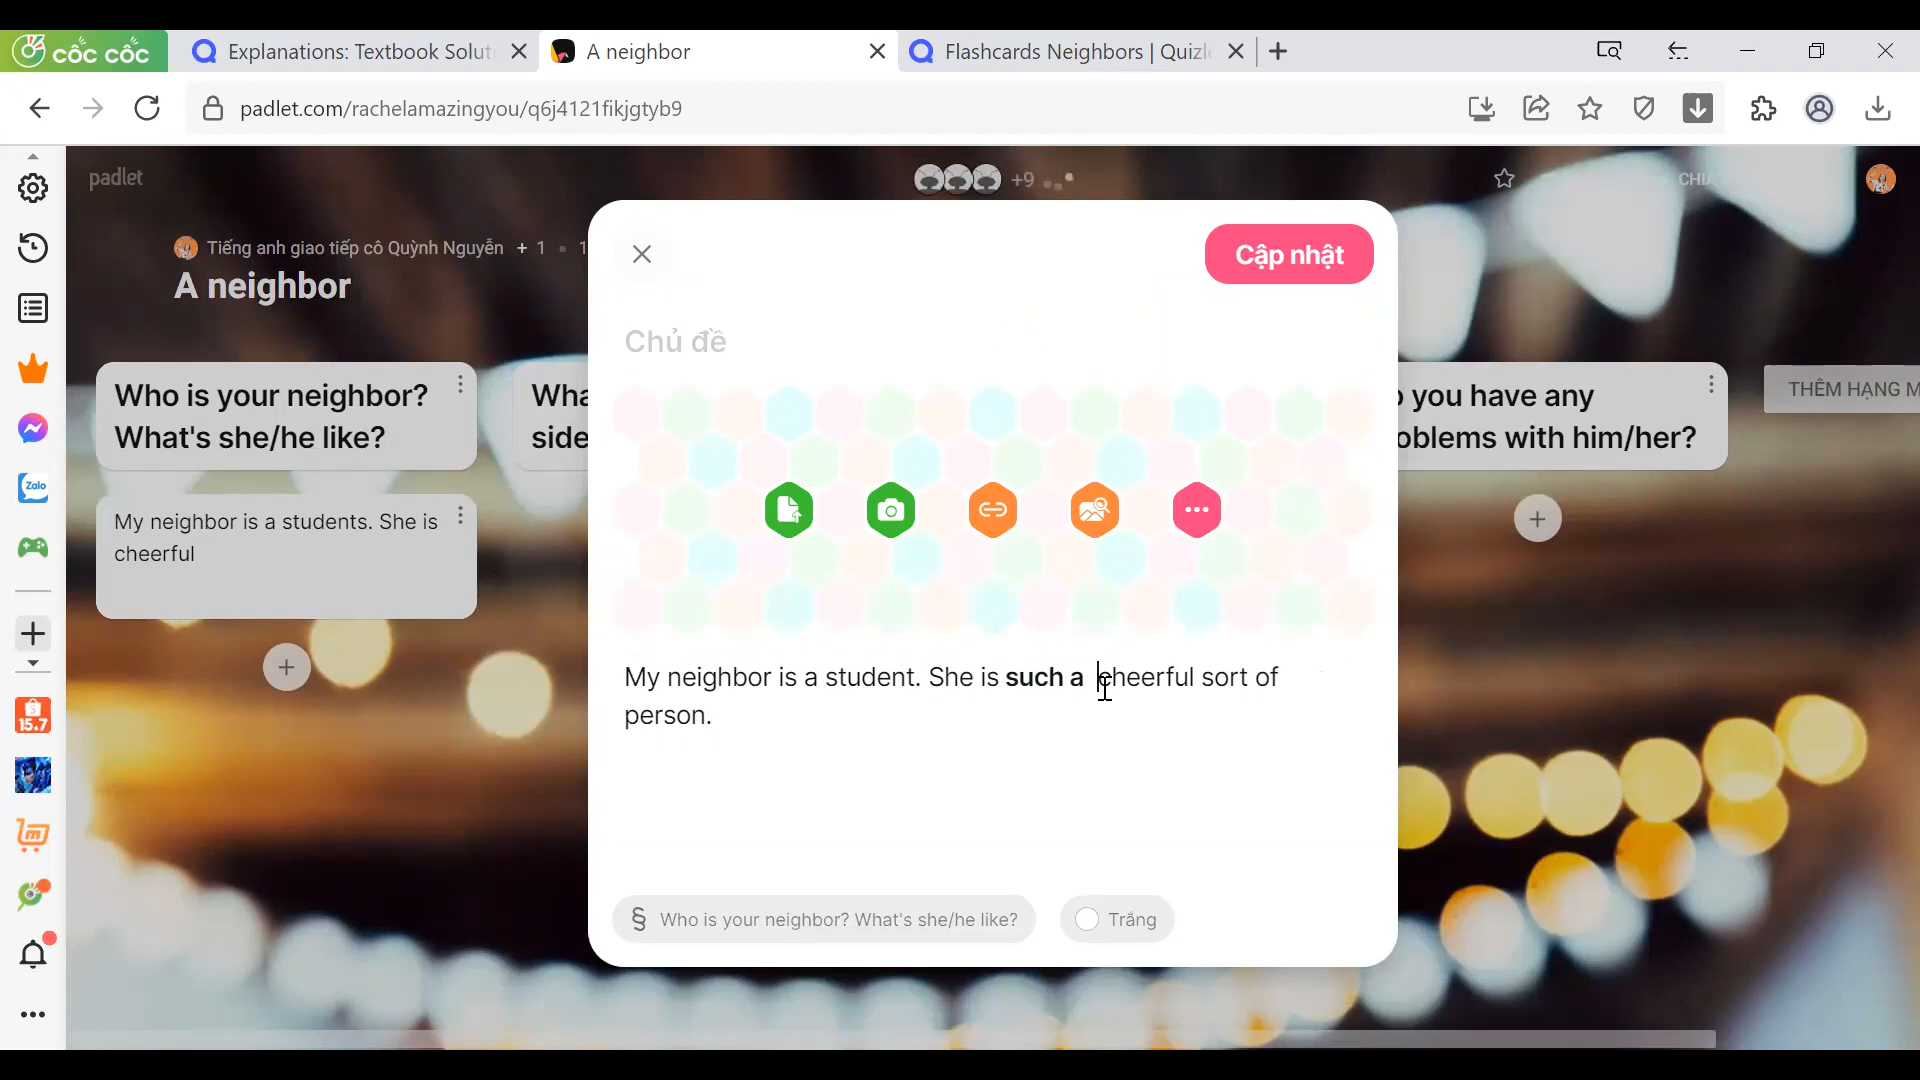 cốc cốc
Explanations: Textbook Solut
A neighbor
Flashcards Neighbors | Quizl
padlet.com/rachelamazingyou/q6j4121fikjgtyb9
padlet
+9
Tiếng anh giao tiếp cô Quỳnh Nguyễn + 1
A neighbor
Cập nhật
Chủ đề
Who is your neighbor?
What's she/he like?
Wha
side
you have any
oblems with him/her?
THÊM HẠNG M
My neighbor is a students. She is
cheerful
My neighbor is a student. She is such a cheerful sort of
person.
§ Who is your neighbor? What's she/he like?
Trắng
Zalo
15.7